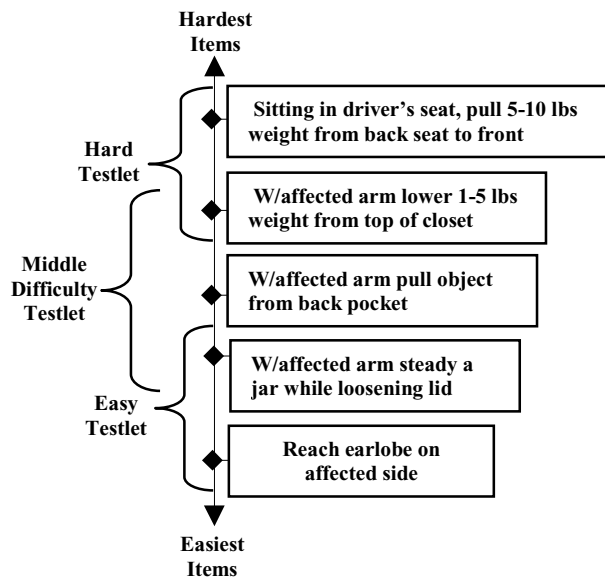 Hardest
Items
Sitting in driver's seat, pull 5-10 lbs
weight from back seat to front
Hard
Testlet
W/affected arm lower 1-5 lbs
weight from top of closet
Middle
Difficulty
Testlet
W/affected arm pull object
from back pocket
W/affected arm steady a
jar while loosening lid
Easy
Testlet
Reach earlobe on
affected side
Easiest
Items